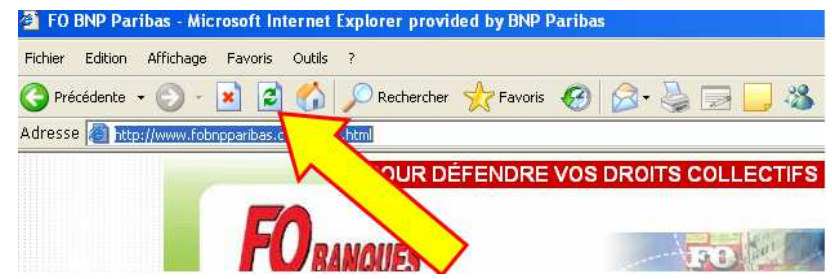 FO BNP Paribas - Microsoft Internet Explorer provided by BNP Paribas
Fichier Edition Affichage Favoris Outils ?
Précédente Rechercher Favoris
Adresse http://www.fobnpparibas.c html
OUR DÉFENDRE VOS DROITS COLLECTIFS
FO BANQUES FO